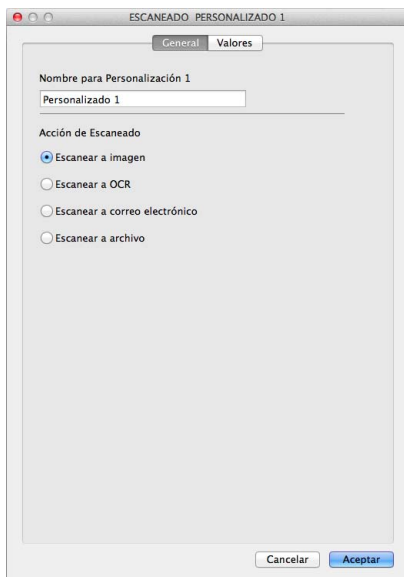 ESCANEADO PERSONALIZADO 1
General Valores
Nombre para Personalización 1
Personalizado 1
Acción de Escaneado
Escanear a imagen
Escanear a OCR
Escanear a correo electrónico
Escanear a archivo
Cancelar Aceptar